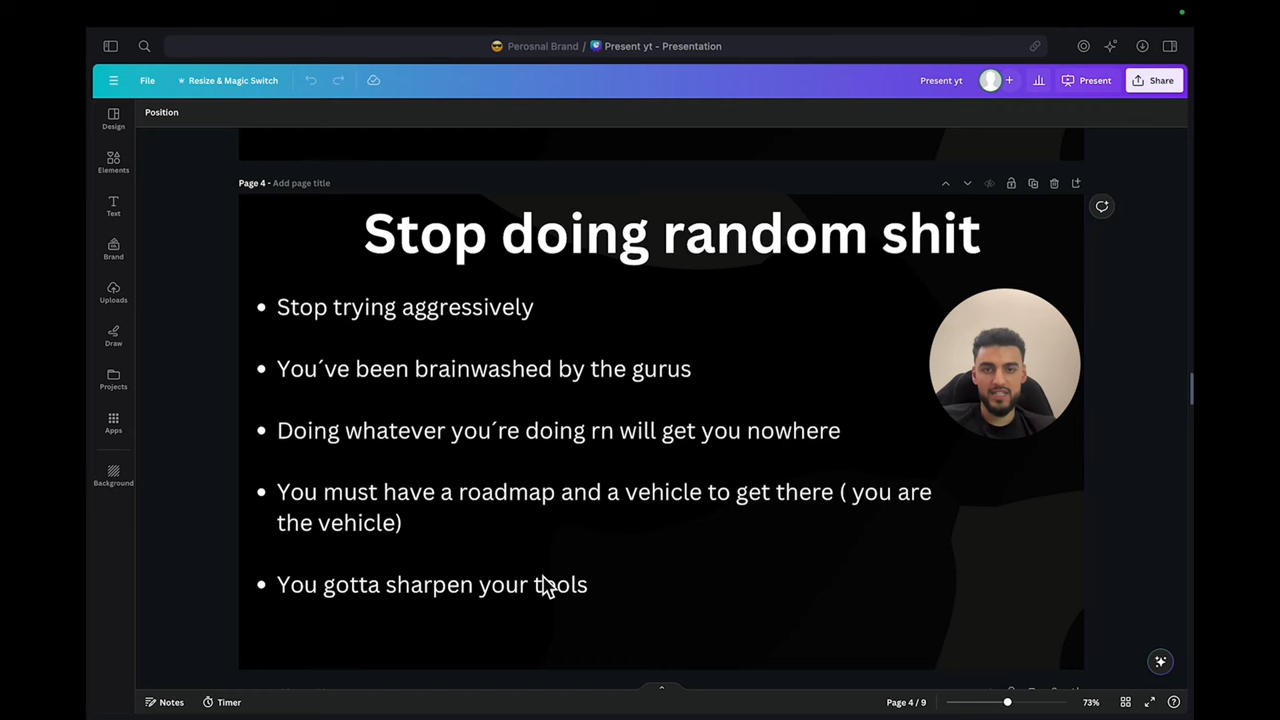 Perosnal Brand / Present yt - Presentation
File
Resize & Magic Switch
Present yt
Present
Share
Position
Design
Elements
Text
Brand
Uploads
Draw
Projects
Apps
Background
Page 4 - Add page title
Stop doing random shit
• Stop trying aggressively
• You´ve been brainwashed by the gurus
• Doing whatever you´re doing rn will get you nowhere
• You must have a roadmap and a vehicle to get there ( you are
the vehicle)
• You gotta sharpen your tools
Notes
Timer
Page 4 / 9
73%